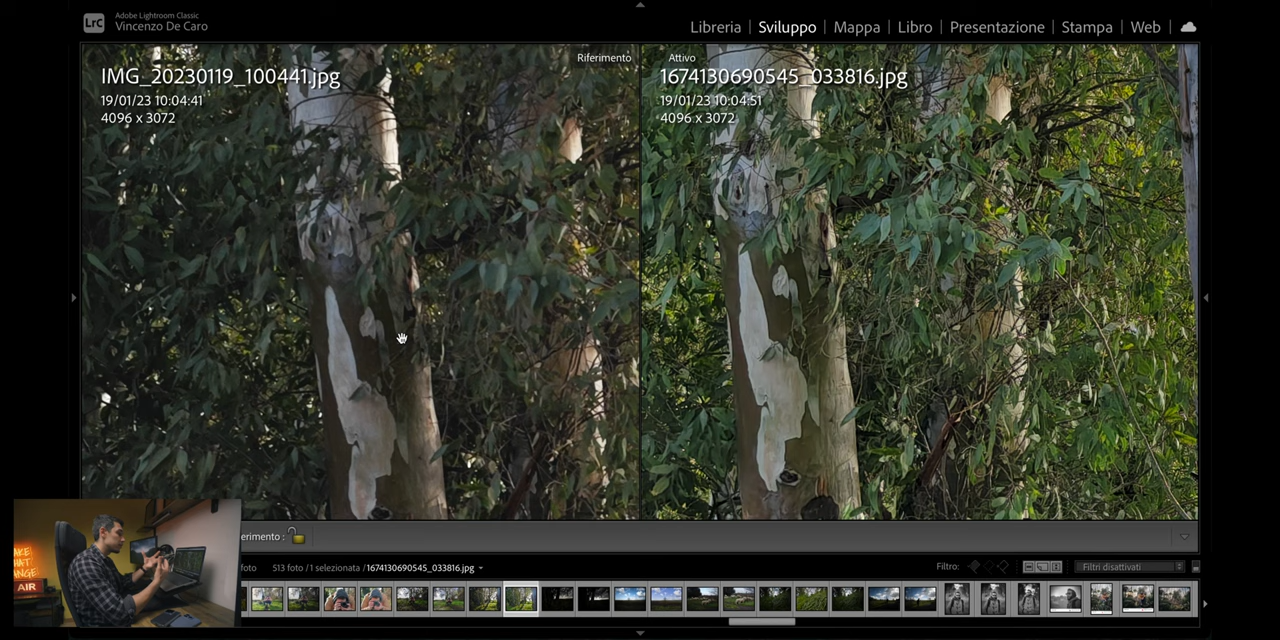 LrC
Adobe Lightroom Classic
Vincenzo De Caro
Libreria | Sviluppo | Mappa | Libro | Presentazione | Stampa | Web |
Riferimento
IMG_20230119_100441.jpg
19/01/23 10:04:41
4096 x 3072
Attivo
1674130690545_033816.jpg
19/01/23 10:04:51
4096 x 3072
erimento :
foto
513 foto / 1 selezionata / 1674130690545_033816.jpg
Filtro:
Filtri disattivati
AIR